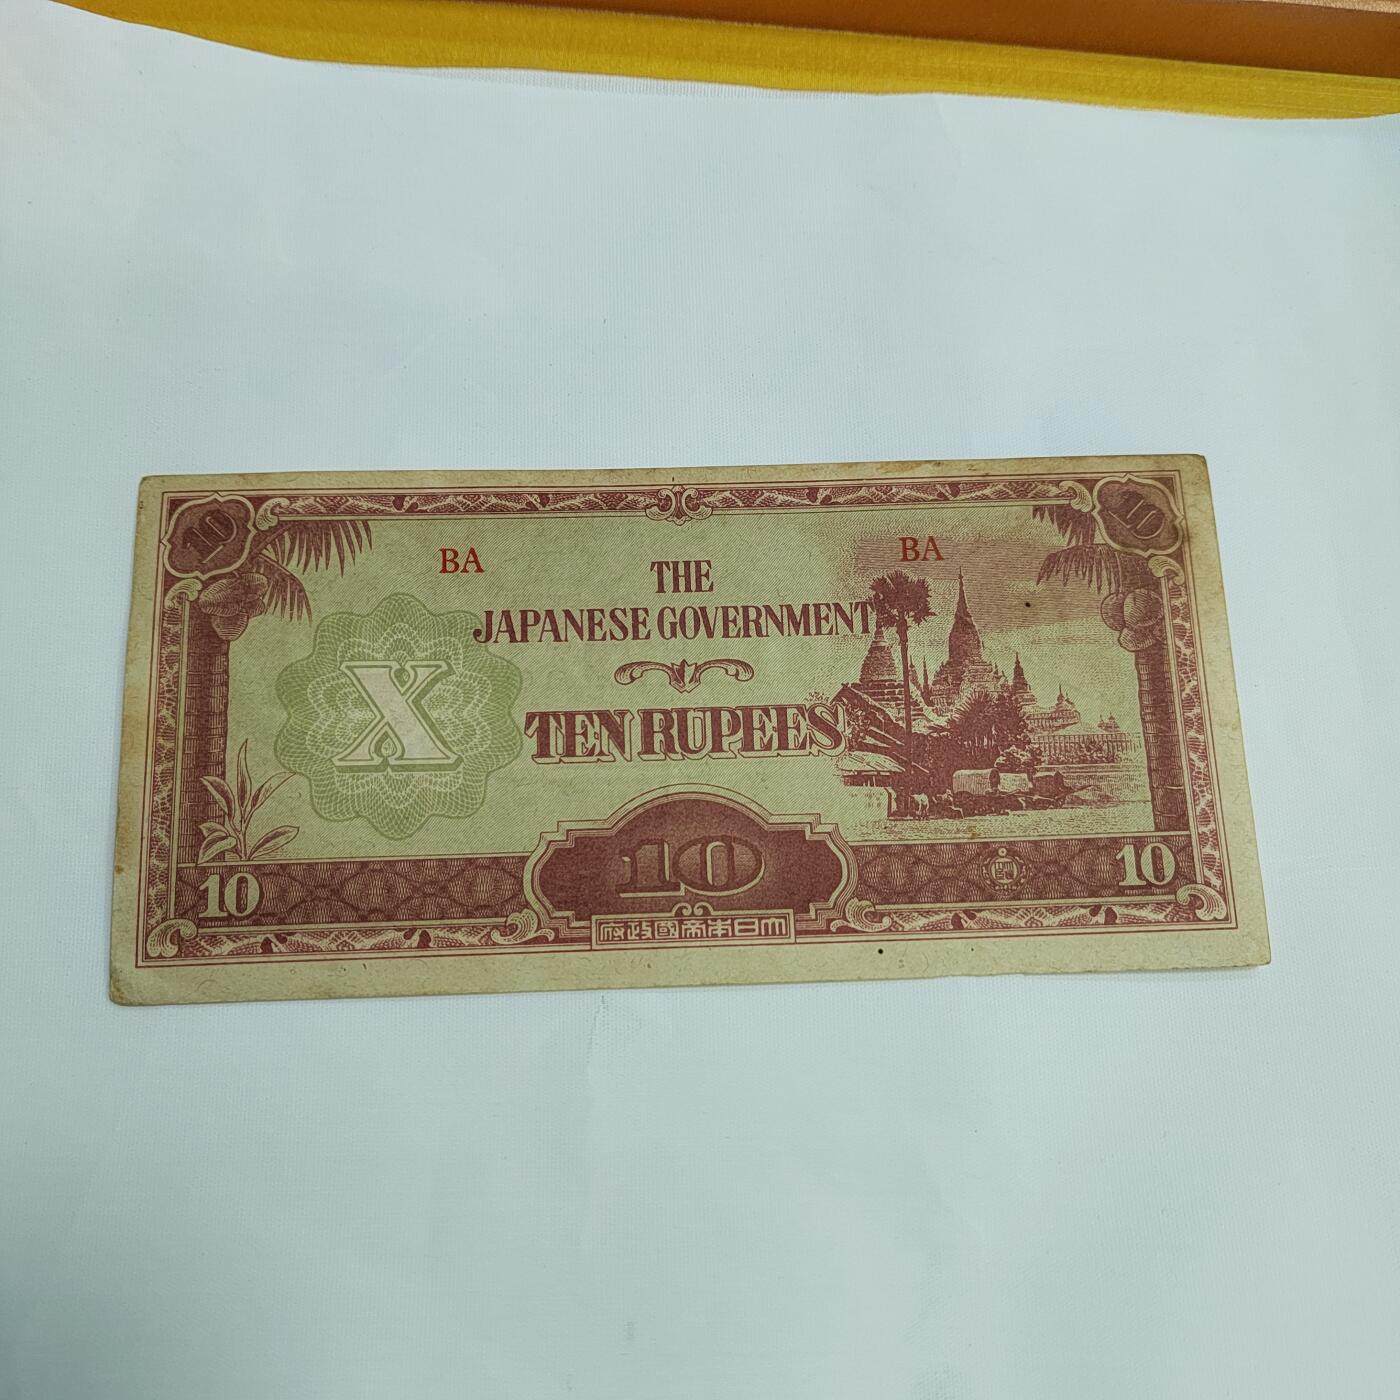 10 10
BA BA
THE
JAPANESE GOVERNMENT
X
TEN RUPEES
10
10 10
府政國帝本日大